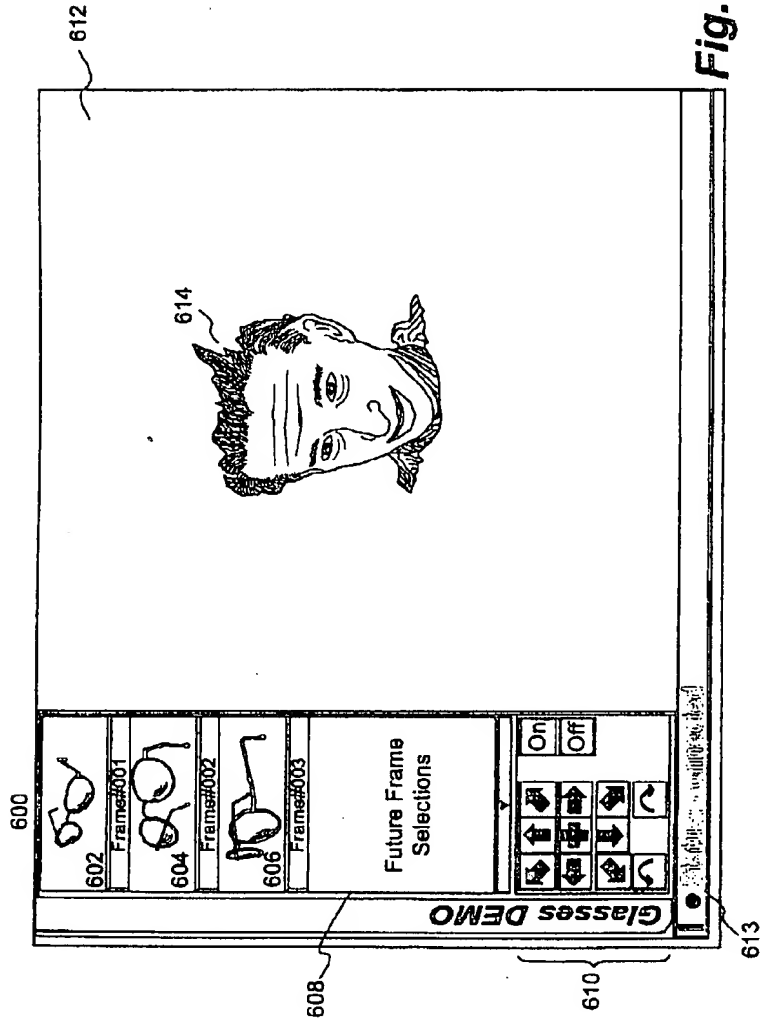 600
612
602
Frame#001
604
Frame#002
606
Frame#003
Future Frame
Selections
On
Off
Glasses DEMO
608
610
613
614
Fig.